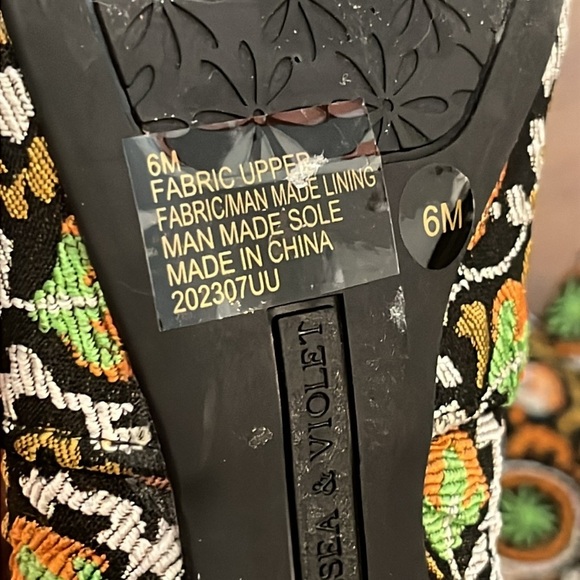 6M
FABRIC UPPER
FABRIC/MAN MADE LINING
MAN MADE SOLE
MADE IN CHINA
202307UU
6M
SEA & VIOLET